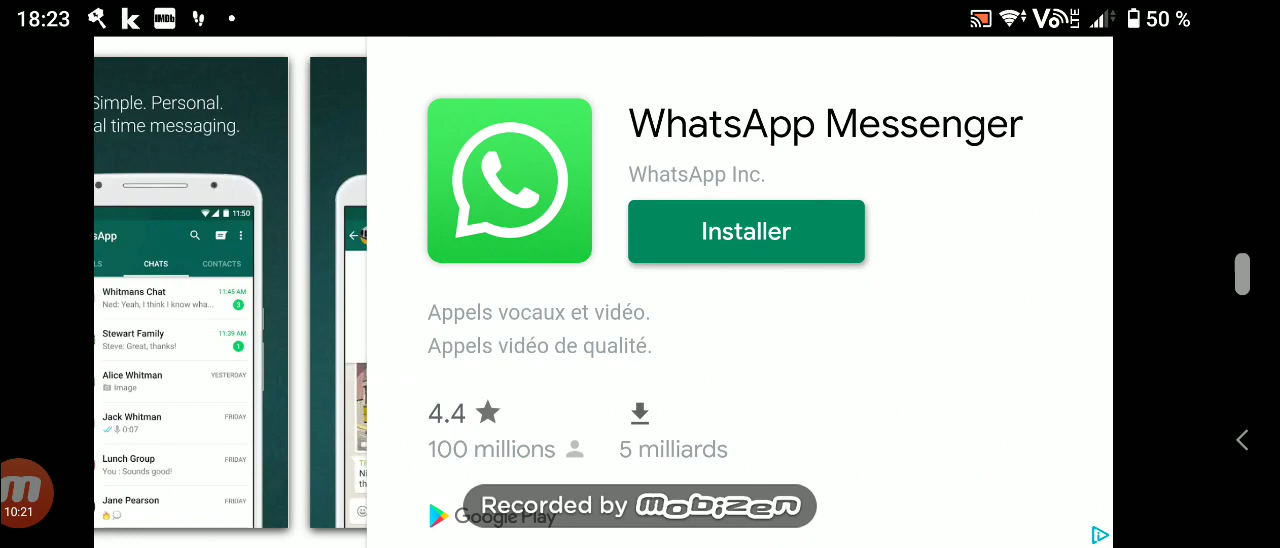 18:23
k
IMDb
VoLTE
50 %
Simple. Personal.
al time messaging.
11:50
sApp
LS CHATS CONTACTS
Whitmans Chat 11:45 AM
Ned: Yeah, I think I know wha... 3
Stewart Family 11:39 AM
Steve: Great, thanks! 1
Alice Whitman YESTERDAY
Image
Jack Whitman FRIDAY
0:07
Lunch Group FRIDAY
You : Sounds good!
Jane Pearson FRIDAY
WhatsApp Messenger
WhatsApp Inc.
Installer
Appels vocaux et vidéo.
Appels vidéo de qualité.
4.4
100 millions 5 milliards
Google Play
Recorded by mobizen
m
10:21